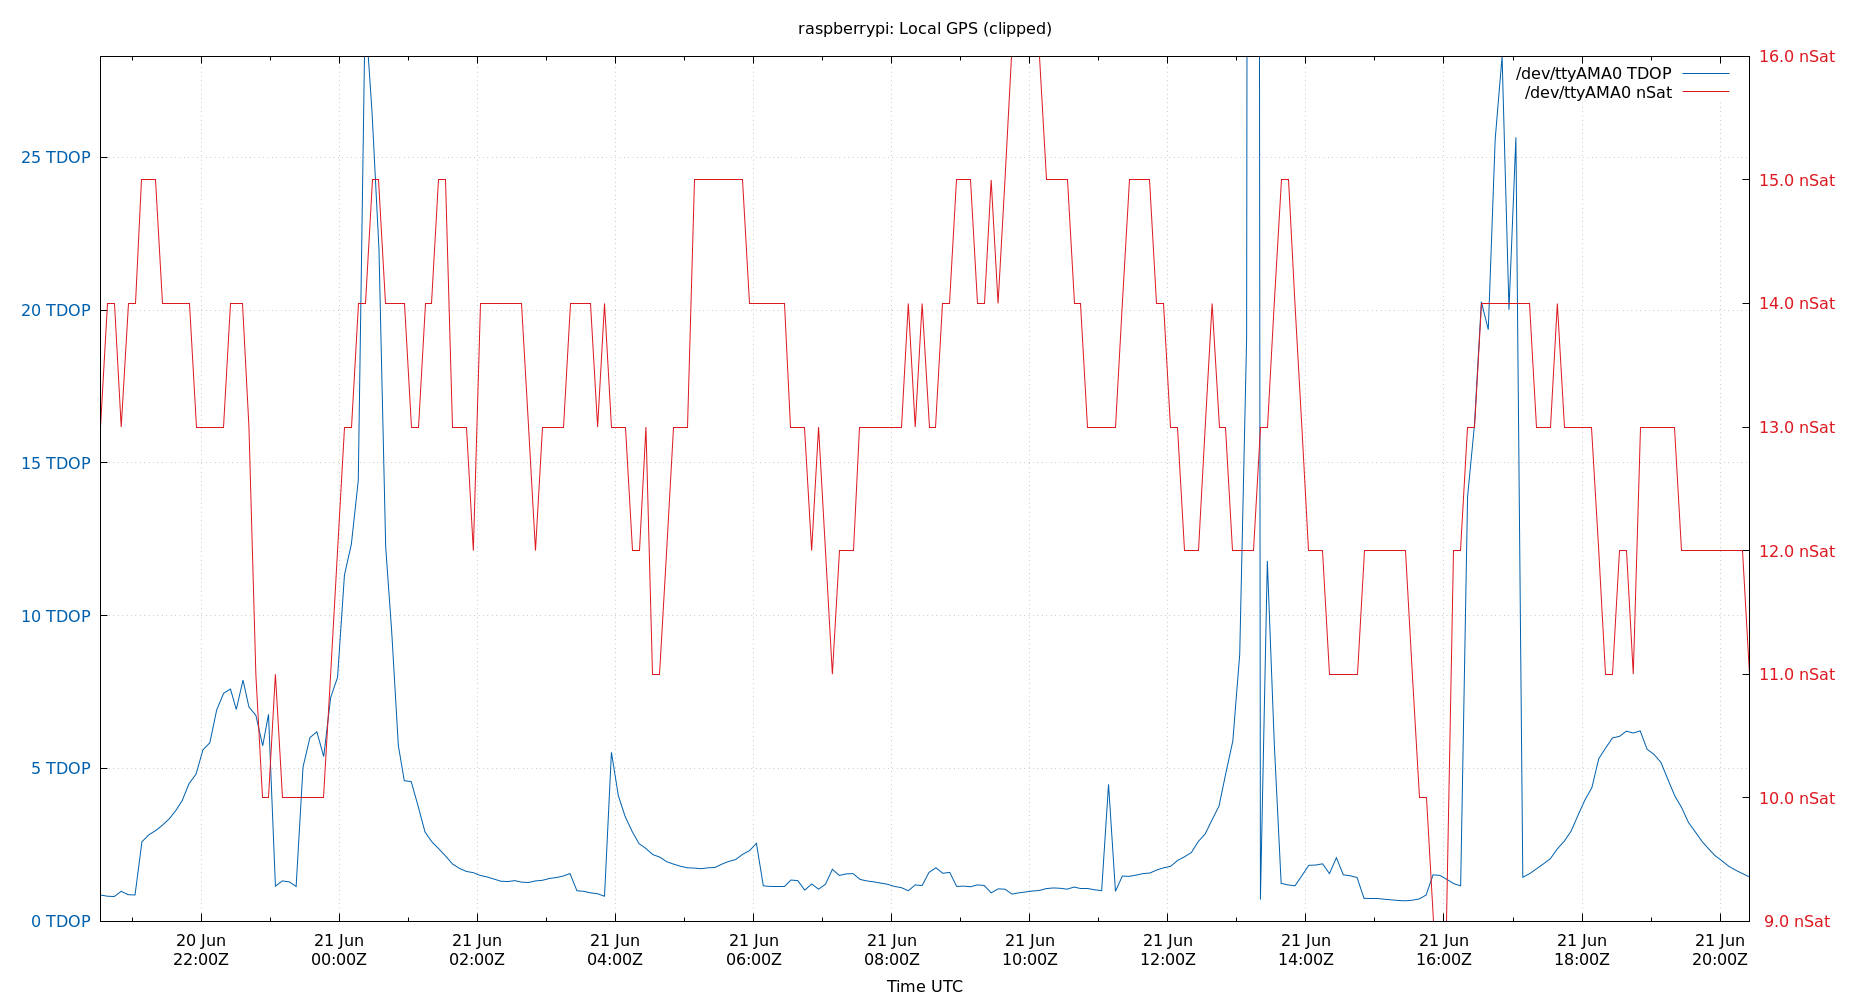 raspberrypi: Local GPS (clipped)
16.0 nSat
/dev/ttyAMA0 TDOP
/dev/ttyAMA0 nSat
25 TDOP
15.0 nSat
20 TDOP
14.0 nSat
13.0 nSat
15 TDOP
12.0 nSat
10 TDOP
11.0 nSat
5 TDOP
10.0 nSat
0 TDOP
9.0 nSat
20 Jun 21 Jun 21 Jun 21 Jun 21 Jun 21 Jun 21 Jun 21 Jun 21 Jun 21 Jun 21 Jun 21 Jun
22:00Z 00:00Z 02:00Z 04:00Z 06:00Z 08:00Z 10:00Z 12:00Z 14:00Z 16:00Z 18:00Z 20:00Z
Time UTC